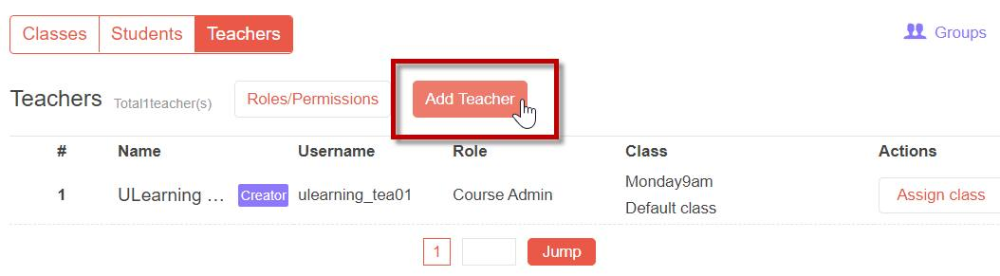 Classes Students Teachers
Groups
Teachers Total1teacher(s) Roles/Permissions Add Teacher
# Name Username Role Class Actions
1 ULearning ... Creator ulearning_tea01 Course Admin Monday9am
Default class
Assign class
1 Jump